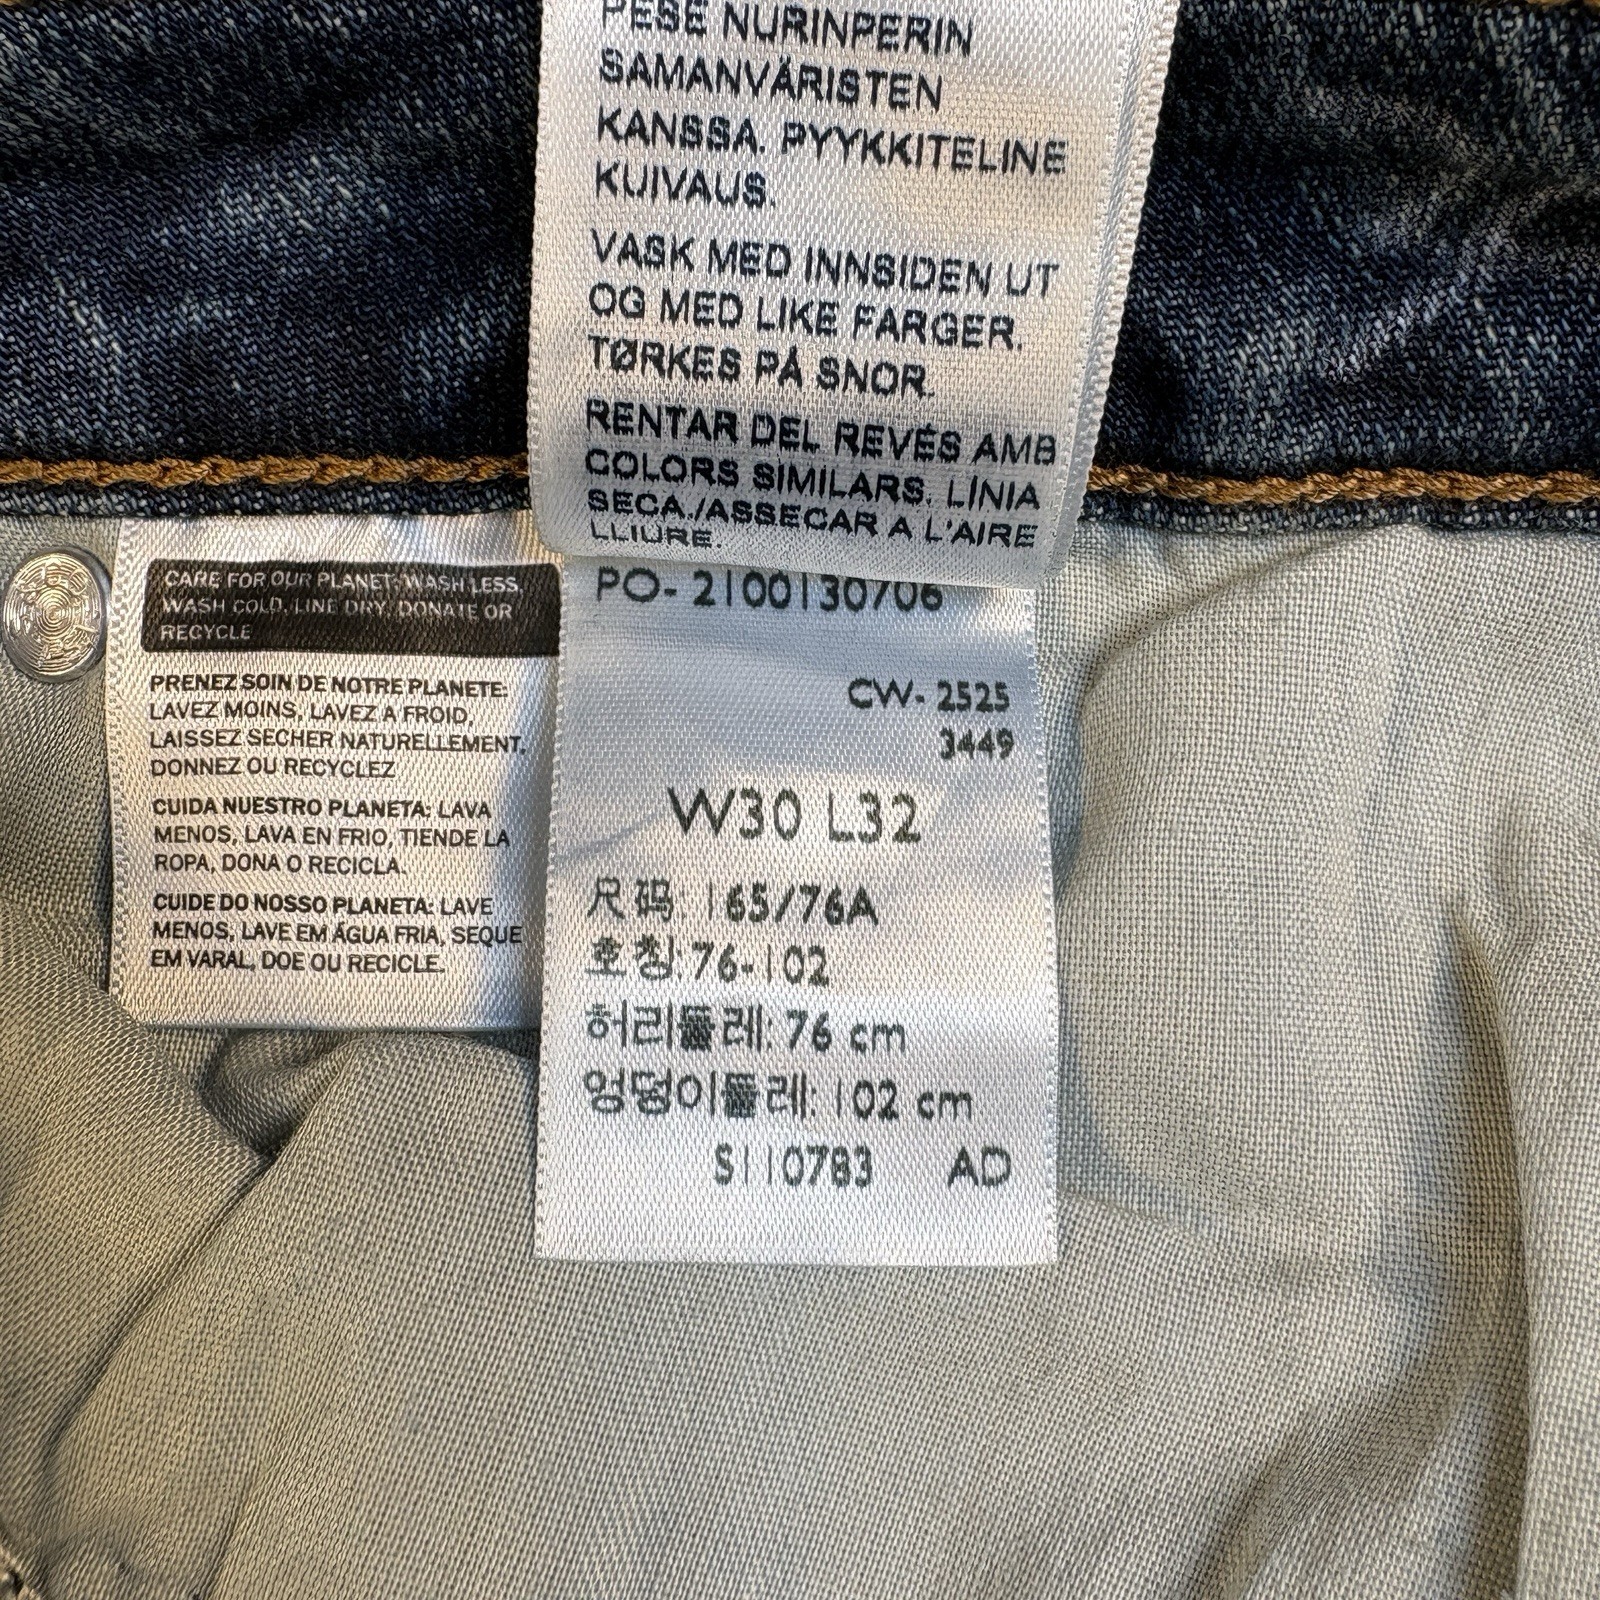 PESE NURINPERIN
SAMANVÄRISTEN
KANSSA. PYYKKITELINE
KUIVAUS.
VASK MED INNSIDEN UT
OG MED LIKE FARGER.
TØRKES PÅ SNOR.
RENTAR DEL REVÉS AMB
COLORS SIMILARS. LÍNIA
SECA./ASSECAR A L'AIRE
LLIURE.
CARE FOR OUR PLANET: WASH LESS,
WASH COLD, LINE DRY, DONATE OR
RECYCLE
PRENEZ SOIN DE NOTRE PLANETE:
LAVEZ MOINS, LAVEZ A FROID,
LAISSEZ SECHER NATURELLEMENT.
DONNEZ OU RECYCLEZ
CUIDA NUESTRO PLANETA: LAVA
MENOS, LAVA EN FRIO, TIENDE LA
ROPA, DONA O RECICLA.
CUIDE DO NOSSO PLANETA: LAVE
MENOS, LAVE EM ÁGUA FRIA, SEQUE
EM VARAL, DOE OU RECICLE.
PO- 2100130706
CW- 2525
3449
W30 L32
尺码: 165/76A
호칭:76-102
허리둘레: 76 cm
엉덩이둘레: 102 cm
S110783 AD